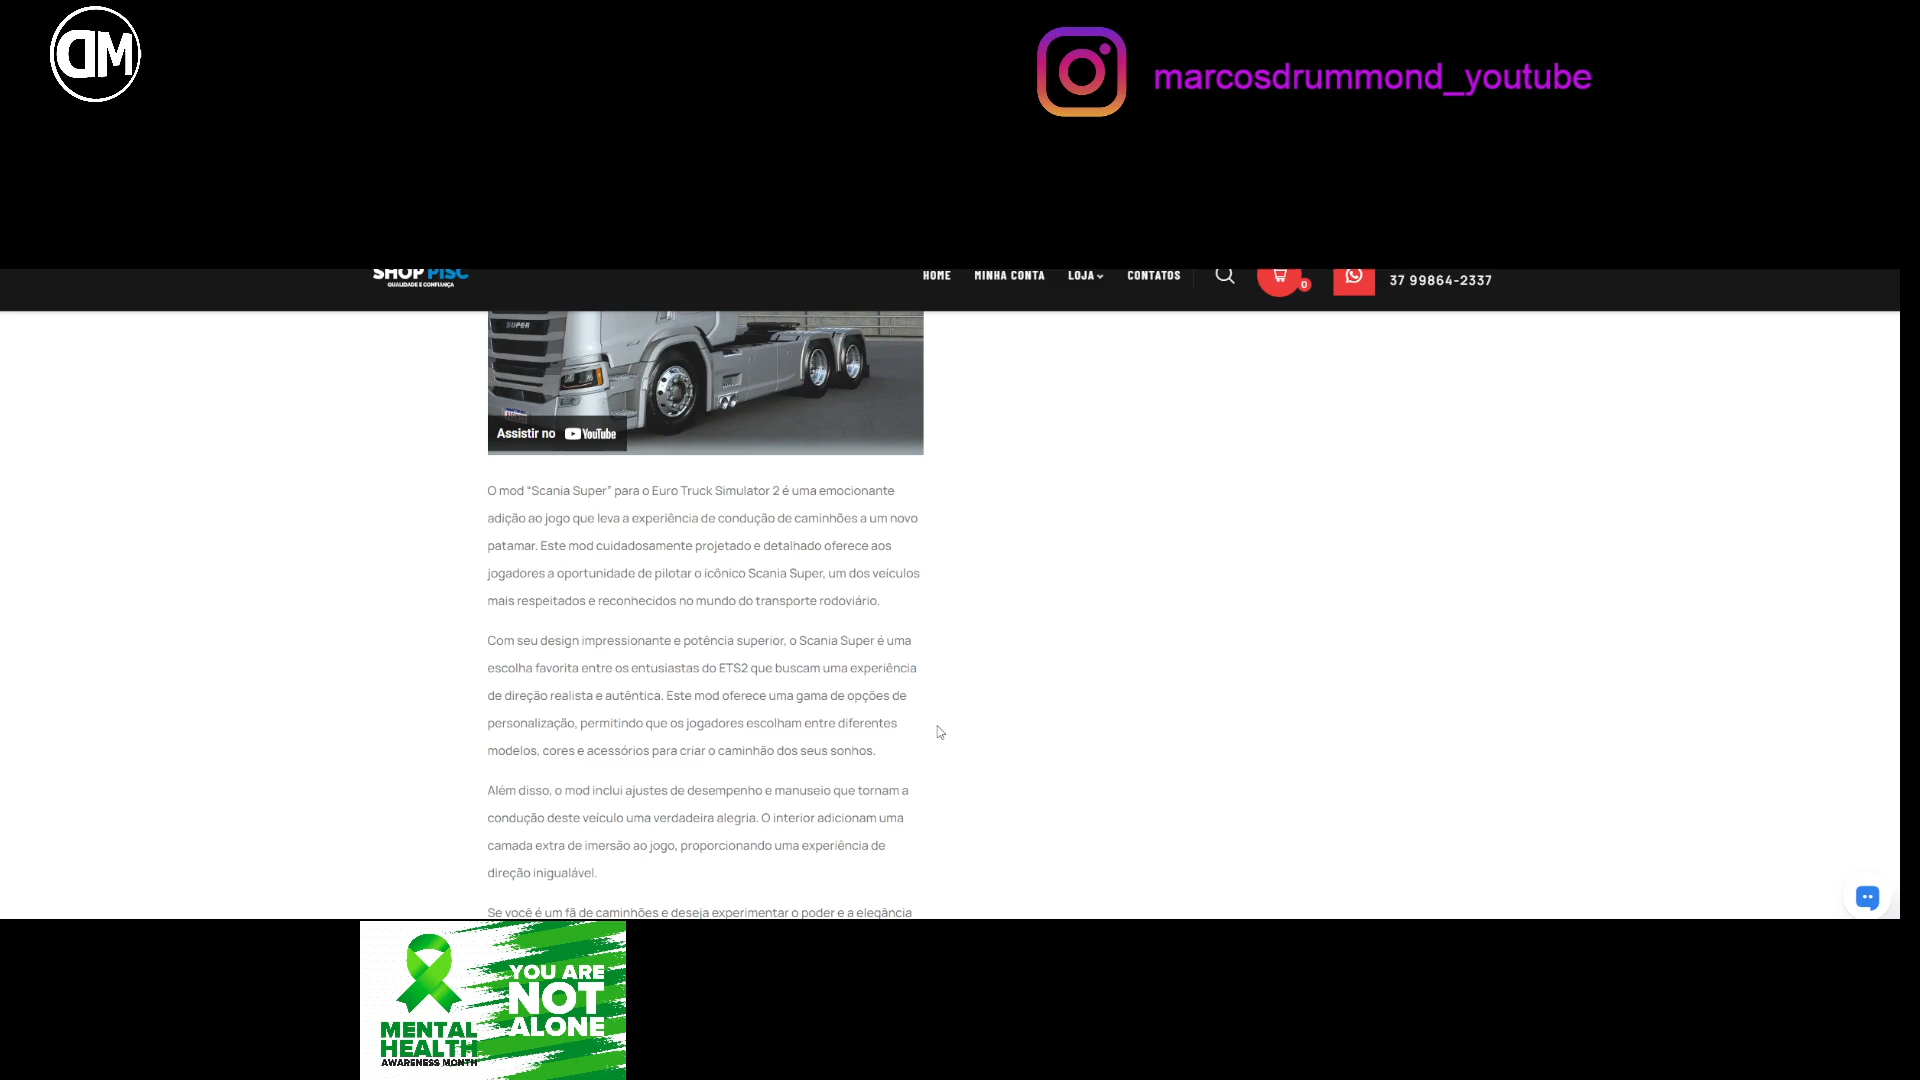 DM
marcosdrummond_youtube
SHOP PISC
QUALIDADE E CONFIANÇA
HOME MINHA CONTA LOJA CONTATOS
0
37 99864-2337
SUPER
Assistir no YouTube
O mod “Scania Super” para o Euro Truck Simulator 2 é uma emocionante
adição ao jogo que leva a experiência de condução de caminhões a um novo
patamar. Este mod cuidadosamente projetado e detalhado oferece aos
jogadores a oportunidade de pilotar o icônico Scania Super, um dos veículos
mais respeitados e reconhecidos no mundo do transporte rodoviário.
Com seu design impressionante e potência superior, o Scania Super é uma
escolha favorita entre os entusiastas do ETS2 que buscam uma experiência
de direção realista e autêntica. Este mod oferece uma gama de opções de
personalização, permitindo que os jogadores escolham entre diferentes
modelos, cores e acessórios para criar o caminhão dos seus sonhos.
Além disso, o mod inclui ajustes de desempenho e manuseio que tornam a
condução deste veículo uma verdadeira alegria. O interior adicionam uma
camada extra de imersão ao jogo, proporcionando uma experiência de
direção inigualável.
Se você é um fã de caminhões e deseja experimentar o poder e a elegância
MENTAL
HEALTH
AWARENESS MONTH
YOU ARE
NOT
ALONE